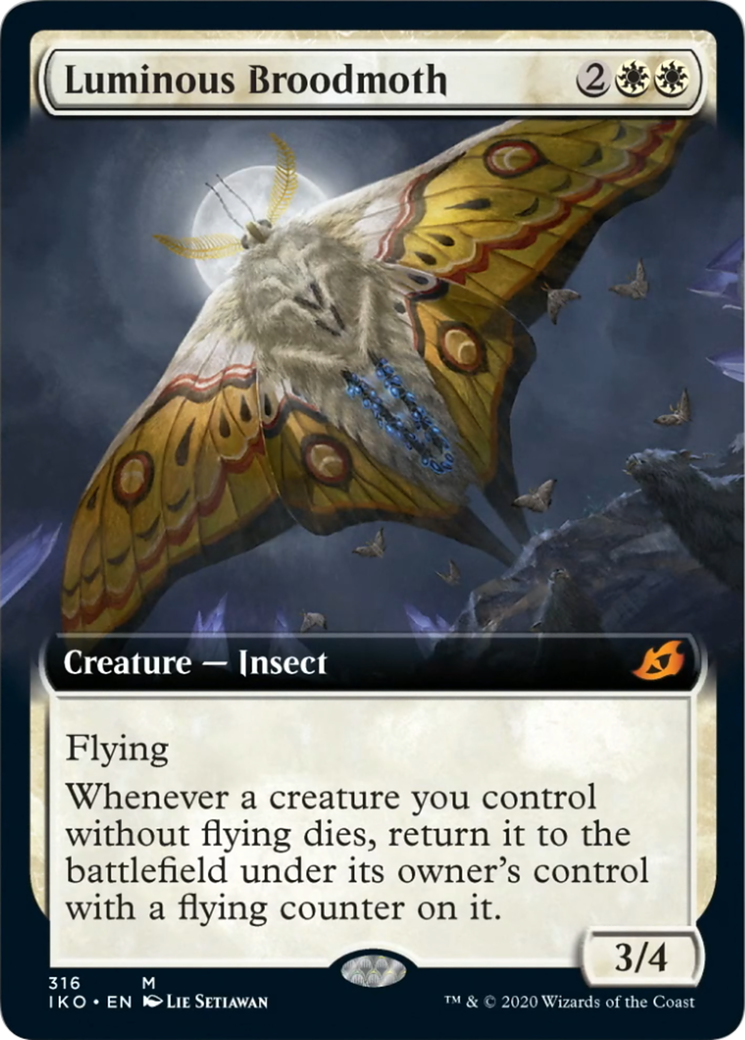 Luminous Broodmoth 2
Creature — Insect
Flying
Whenever a creature you control
without flying dies, return it to the
battlefield under its owner's control
with a flying counter on it.
3/4
316 M
IKO • EN Lie Setiawan
™ & © 2020 Wizards of the Coast